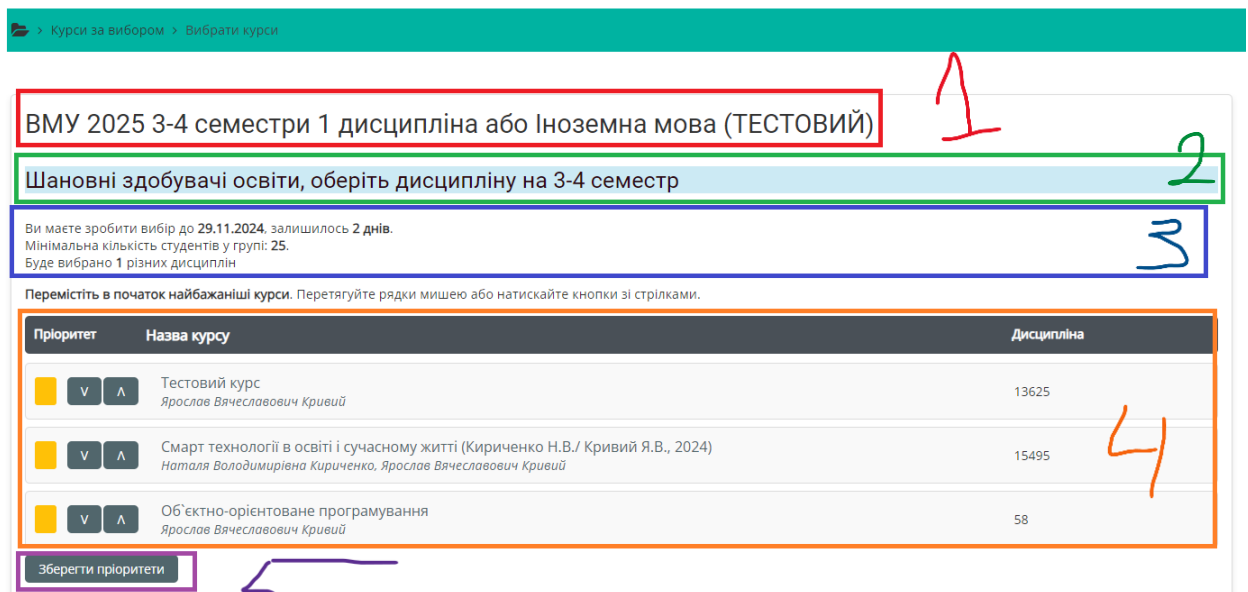 > Курси за вибором > Вибрати курси
1
ВМУ 2025 3-4 семестри 1 дисципліна або Іноземна мова (ТЕСТОВИЙ)
2
Шановні здобувачі освіти, оберіть дисципліну на 3-4 семестр
Ви маєте зробити вибір до 29.11.2024, залишилось 2 днів.
Мінімальна кількість студентів у групі: 25.
Буде вибрано 1 різних дисциплін
3
Перемістіть в початок найбажаніші курси. Перетягуйте рядки мишею або натискайте кнопки зі стрілками.
Пріоритет Назва курсу Дисципліна
v ʌ Тестовий курс 13625
Ярослав Вячеславович Кривий
v ʌ Смарт технології в освіті і сучасному житті (Кириченко Н.В./ Кривий Я.В., 2024) 15495
Наталя Володимирівна Кириченко, Ярослав Вячеславович Кривий
4
v ʌ Об`єктно-орієнтоване програмування 58
Ярослав Вячеславович Кривий
Зберегти пріоритети